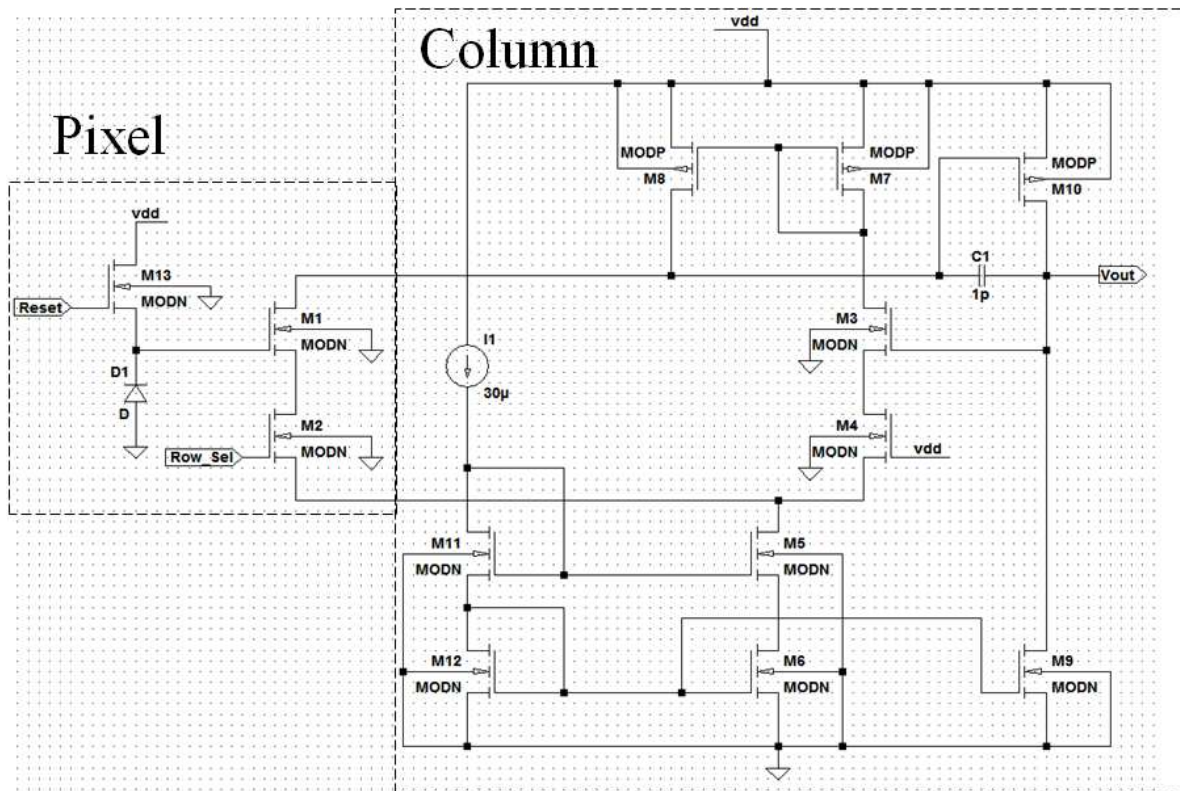 Column
Pixel
vdd
MODP
M8
MODP
M7
MODP
M10
vdd
M13
MODN
Reset
C1
1p
Vout
M1
MODN
M3
MODN
I1
30µ
D1
D
M2
MODN
Row_Sel
M4
MODN
vdd
M11
MODN
M5
MODN
M12
MODN
M6
MODN
M9
MODN